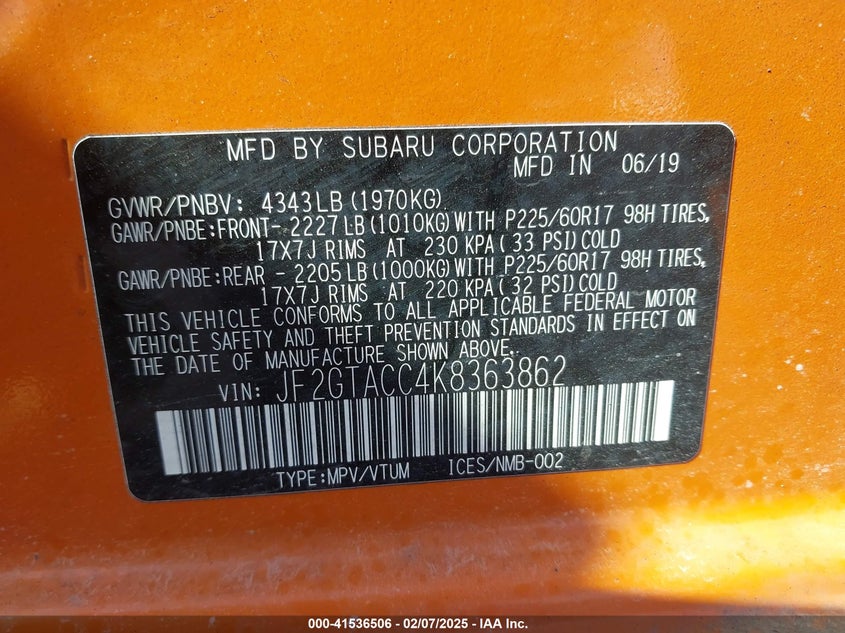 MFD BY SUBARU CORPORATION
MFD IN 06/19
GVWR/PNBV: 4343LB (1970KG)
GAWR/PNBE:FRONT- 2227LB (1010KG) WITH P225/60R17 98H TIRES,
17X7J RIMS AT 230 KPA ( 33 PSI) COLD
GAWR/PNBE:REAR - 2205LB (1000KG) WITH P225/60R17 98H TIRES,
17X7J RIMS AT 220 KPA ( 32 PSI) COLD
THIS VEHICLE CONFORMS TO ALL APPLICABLE FEDERAL MOTOR
VEHICLE SAFETY AND THEFT PREVENTION STANDARDS IN EFFECT ON
THE DATE OF MANUFACTURE SHOWN ABOVE.
VIN: JF2GTACC4K8363862
TYPE:MPV/VTUM ICES/NMB-002
000-41536506 - 02/07/2025 - IAA Inc.